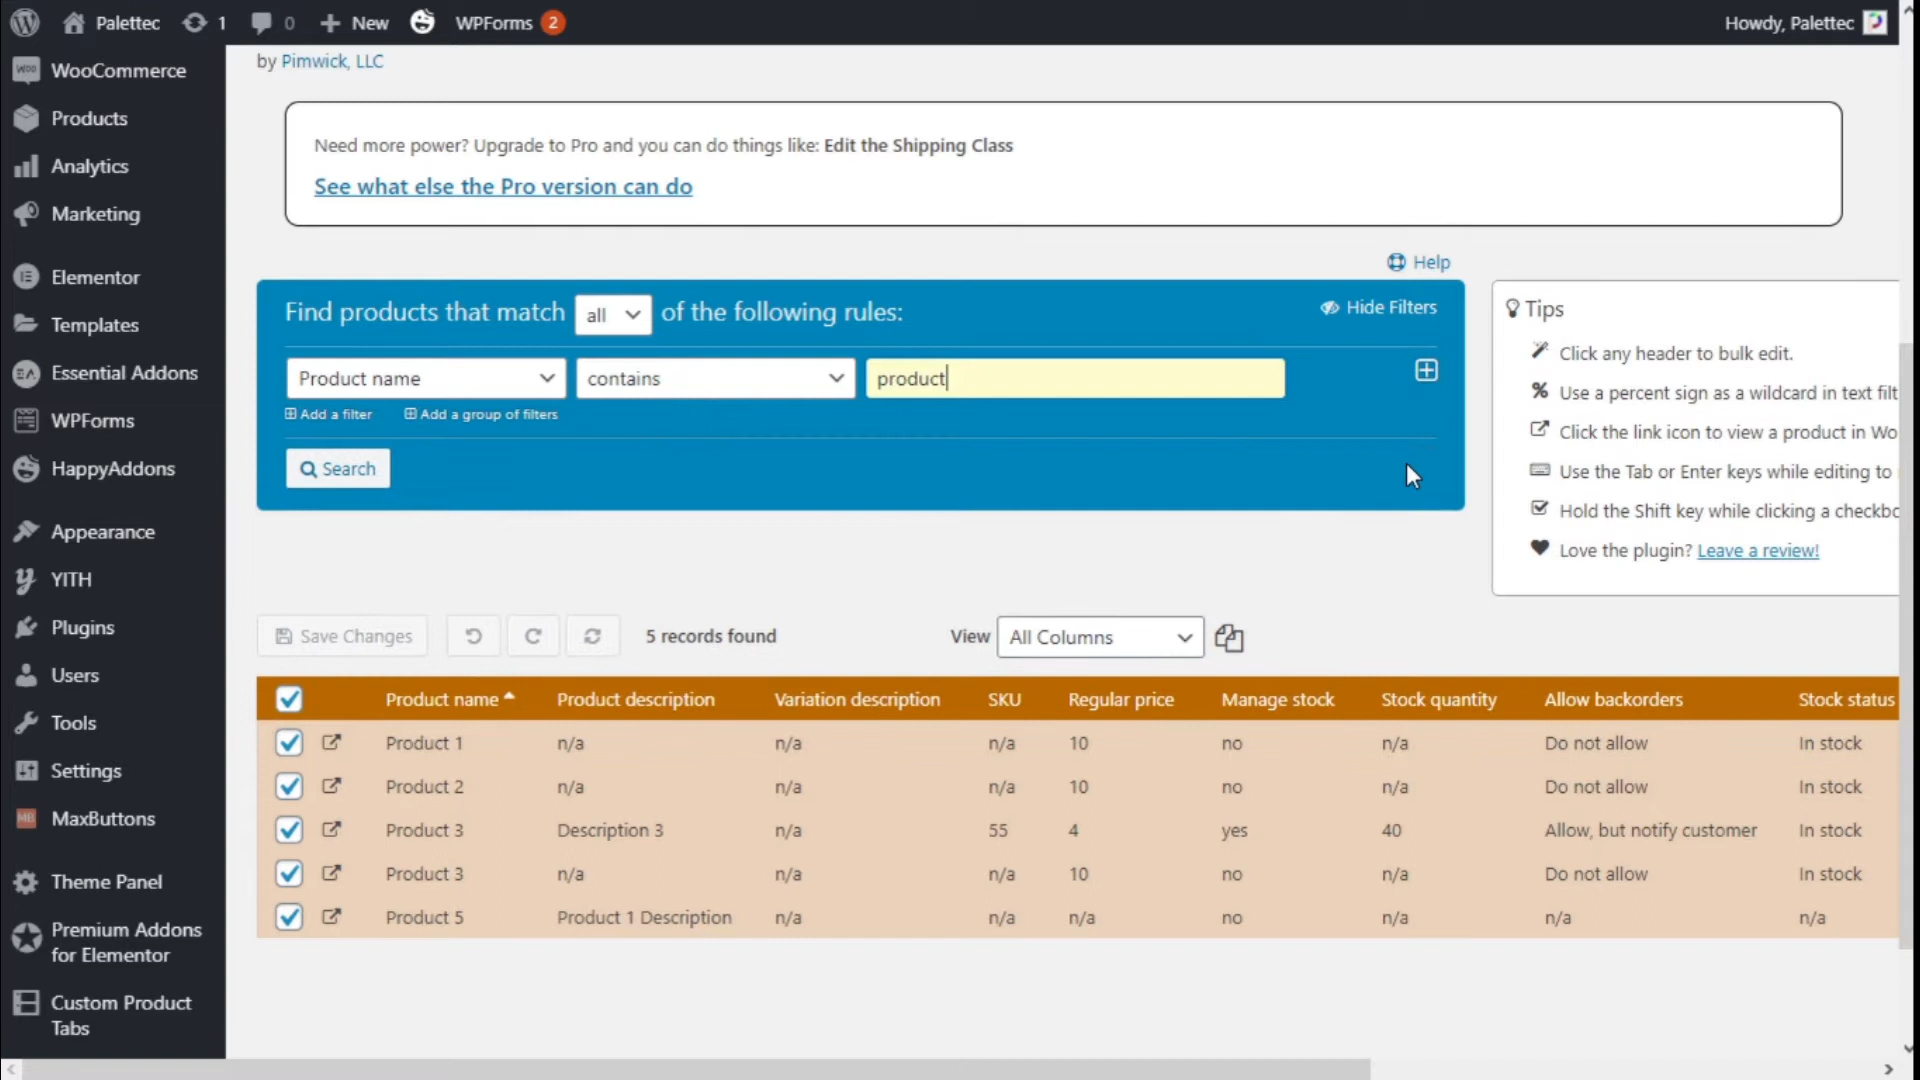 Palettec 1 0 New WPForms 2 Howdy, Palettec
WooCommerce
Products
Analytics
Marketing
Elementor
Templates
Essential Addons
WPForms
HappyAddons
Appearance
YITH
Plugins
Users
Tools
Settings
MaxButtons
Theme Panel
Premium Addons
for Elementor
Custom Product
Tabs
by Pimwick, LLC
Need more power? Upgrade to Pro and you can do things like: Edit the Shipping Class
See what else the Pro version can do
Help
Find products that match all of the following rules:
Hide Filters
Product name contains product
Add a filter Add a group of filters
Search
Tips
Click any header to bulk edit.
Use a percent sign as a wildcard in text filt
Click the link icon to view a product in Wo
Use the Tab or Enter keys while editing to
Hold the Shift key while clicking a checkbo
Love the plugin? Leave a review!
Save Changes 5 records found View All Columns
Product name Product description Variation description SKU Regular price Manage stock Stock quantity Allow backorders Stock status
Product 1 n/a n/a n/a 10 no n/a Do not allow In stock
Product 2 n/a n/a n/a 10 no n/a Do not allow In stock
Product 3 Description 3 n/a 55 4 yes 40 Allow, but notify customer In stock
Product 3 n/a n/a n/a 10 no n/a Do not allow In stock
Product 5 Product 1 Description n/a n/a n/a no n/a n/a n/a